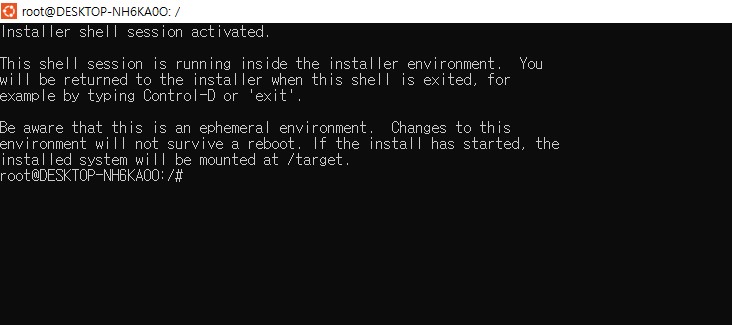 root@DESKTOP-NH6KA0O: /
Installer shell session activated.
This shell session is running inside the installer environment.  You
will be returned to the installer when this shell is exited, for
example by typing Control-D or 'exit'.
Be aware that this is an ephemeral environment.  Changes to this
environment will not survive a reboot. If the install has started, the
installed system will be mounted at /target.
root@DESKTOP-NH6KA0O:/#